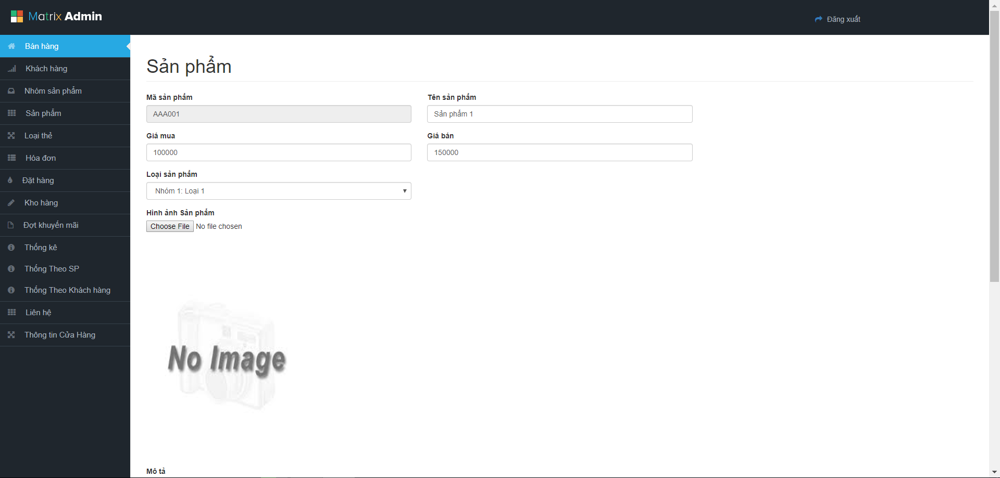 Matrix Admin
Đăng xuất
Bán hàng
Khách hàng
Nhóm sản phẩm
Sản phẩm
Loại thẻ
Hóa đơn
Đặt hàng
Kho hàng
Đợt khuyến mãi
Thống kê
Thống Theo SP
Thống Theo Khách hàng
Liên hệ
Thông tin Cửa Hàng
Sản phẩm
Mã sản phẩm
Tên sản phẩm
AAA001
Sản phẩm 1
Giá mua
Giá bán
100000
150000
Loại sản phẩm
Nhóm 1: Loại 1
Hình ảnh Sản phẩm
Choose File No file chosen
No Image
Mô tả